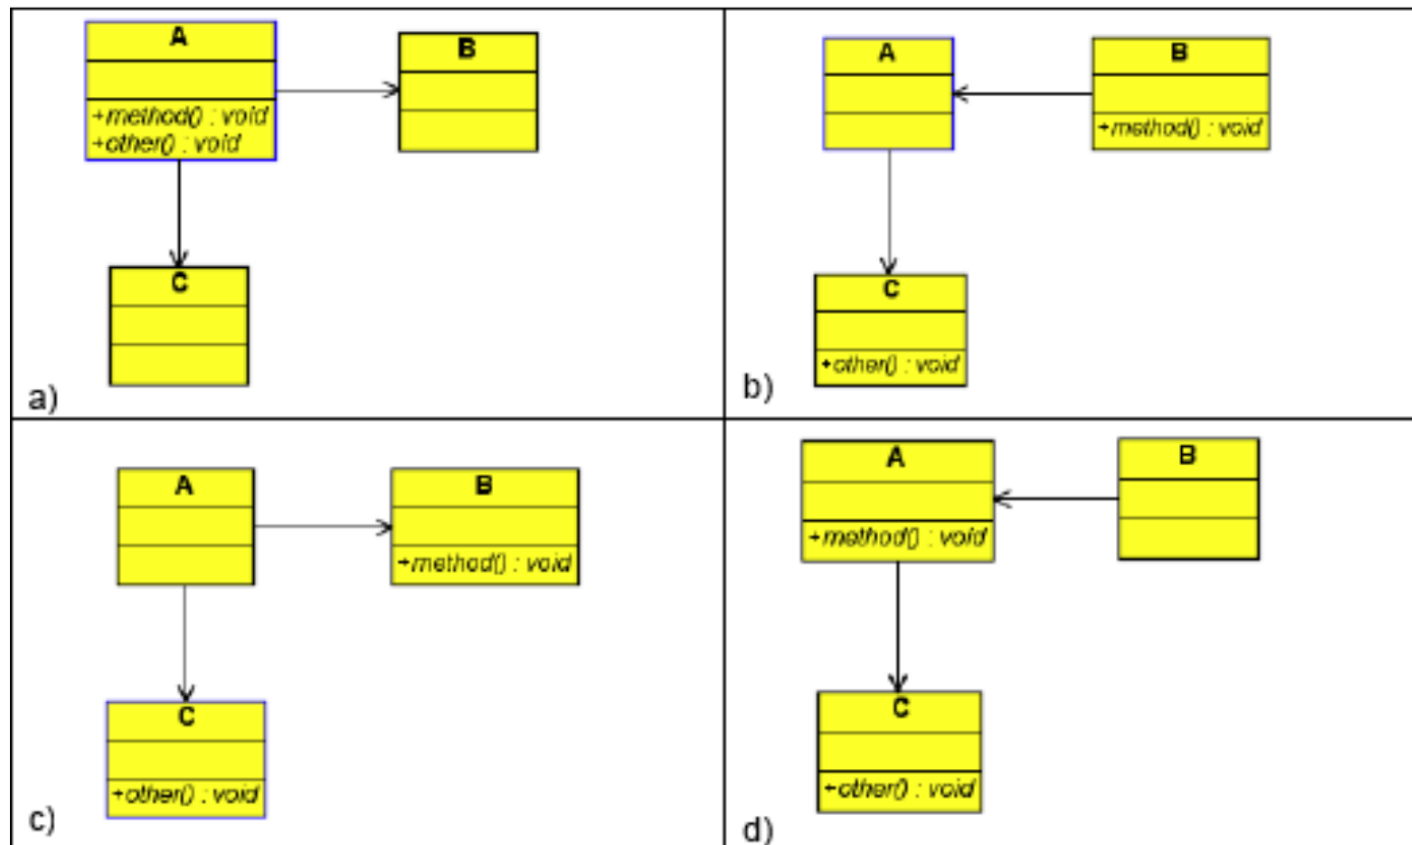 A
+method() : void
+other() : void
B
C
a)
A
B
+method() : void
C
+other() : void
b)
A
B
+method() : void
C
+other() : void
c)
A
+method() : void
B
C
+other() : void
d)